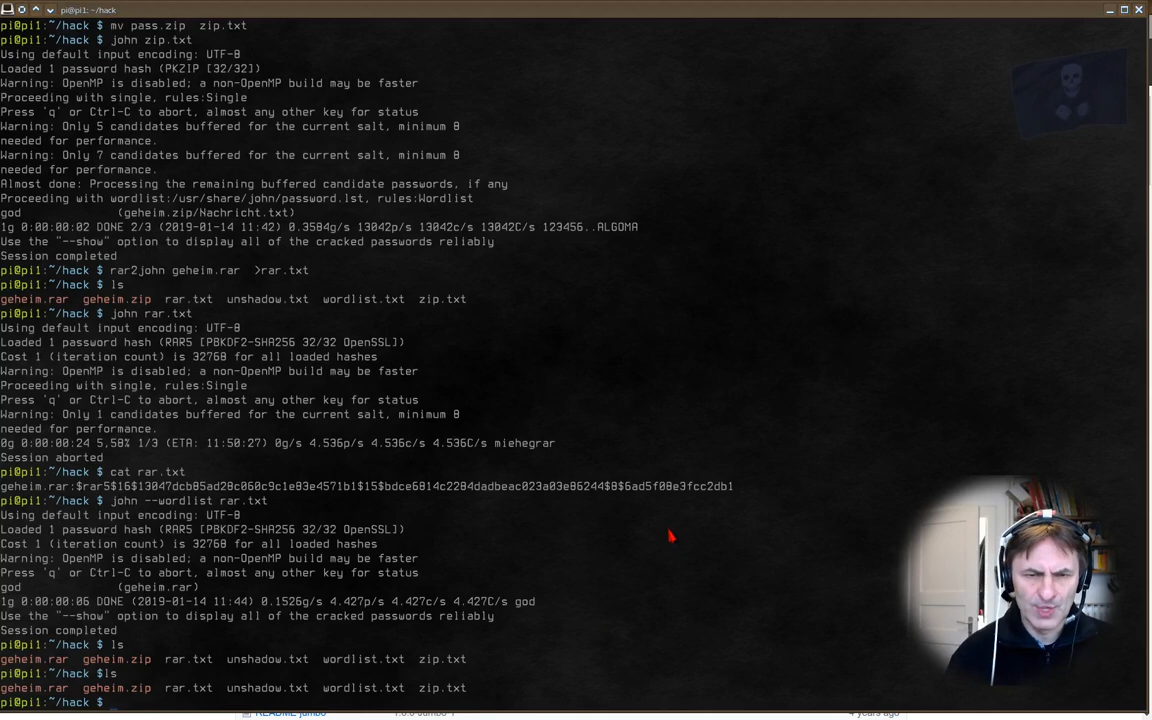 pi@pi1: ~/hack
pi@pi1:~/hack $ mv pass.zip  zip.txt
pi@pi1:~/hack $ john zip.txt
Using default input encoding: UTF-8
Loaded 1 password hash (PKZIP [32/32])
Warning: OpenMP is disabled; a non-OpenMP build may be faster
Proceeding with single, rules:Single
Press 'q' or Ctrl-C to abort, almost any other key for status
Warning: Only 5 candidates buffered for the current salt, minimum 8
needed for performance.
Warning: Only 7 candidates buffered for the current salt, minimum 8
needed for performance.
Almost done: Processing the remaining buffered candidate passwords, if any
Proceeding with wordlist:/usr/share/john/password.lst, rules:Wordlist
god              (geheim.zip/Nachricht.txt)
1g 0:00:00:02 DONE 2/3 (2019-01-14 11:42) 0.3584g/s 13042p/s 13042c/s 13042C/s 123456..ALGOMA
Use the "--show" option to display all of the cracked passwords reliably
Session completed
pi@pi1:~/hack $ rar2john geheim.rar  >rar.txt
pi@pi1:~/hack $ ls
geheim.rar  geheim.zip  rar.txt  unshadow.txt  wordlist.txt  zip.txt
pi@pi1:~/hack $ john rar.txt
Using default input encoding: UTF-8
Loaded 1 password hash (RAR5 [PBKDF2-SHA256 32/32 OpenSSL])
Cost 1 (iteration count) is 32768 for all loaded hashes
Warning: OpenMP is disabled; a non-OpenMP build may be faster
Proceeding with single, rules:Single
Press 'q' or Ctrl-C to abort, almost any other key for status
Warning: Only 1 candidates buffered for the current salt, minimum 8
needed for performance.
0g 0:00:00:24 5,58% 1/3 (ETA: 11:50:27) 0g/s 4.536p/s 4.536c/s 4.536C/s miehegrar
Session aborted
pi@pi1:~/hack $ cat rar.txt
geheim.rar:$rar5$16$13047dcb85ad28c060c9c1e83e4571b1$15$bdce6814c2284dadbeac023a03e86244$8$6ad5f08e3fcc2db1
pi@pi1:~/hack $ john --wordlist rar.txt
Using default input encoding: UTF-8
Loaded 1 password hash (RAR5 [PBKDF2-SHA256 32/32 OpenSSL])
Cost 1 (iteration count) is 32768 for all loaded hashes
Warning: OpenMP is disabled; a non-OpenMP build may be faster
Press 'q' or Ctrl-C to abort, almost any other key for status
god              (geheim.rar)
1g 0:00:00:06 DONE (2019-01-14 11:44) 0.1526g/s 4.427p/s 4.427c/s 4.427C/s god
Use the "--show" option to display all of the cracked passwords reliably
Session completed
pi@pi1:~/hack $ ls
geheim.rar  geheim.zip  rar.txt  unshadow.txt  wordlist.txt  zip.txt
pi@pi1:~/hack $ls
geheim.rar  geheim.zip  rar.txt  unshadow.txt  wordlist.txt  zip.txt
pi@pi1:~/hack $